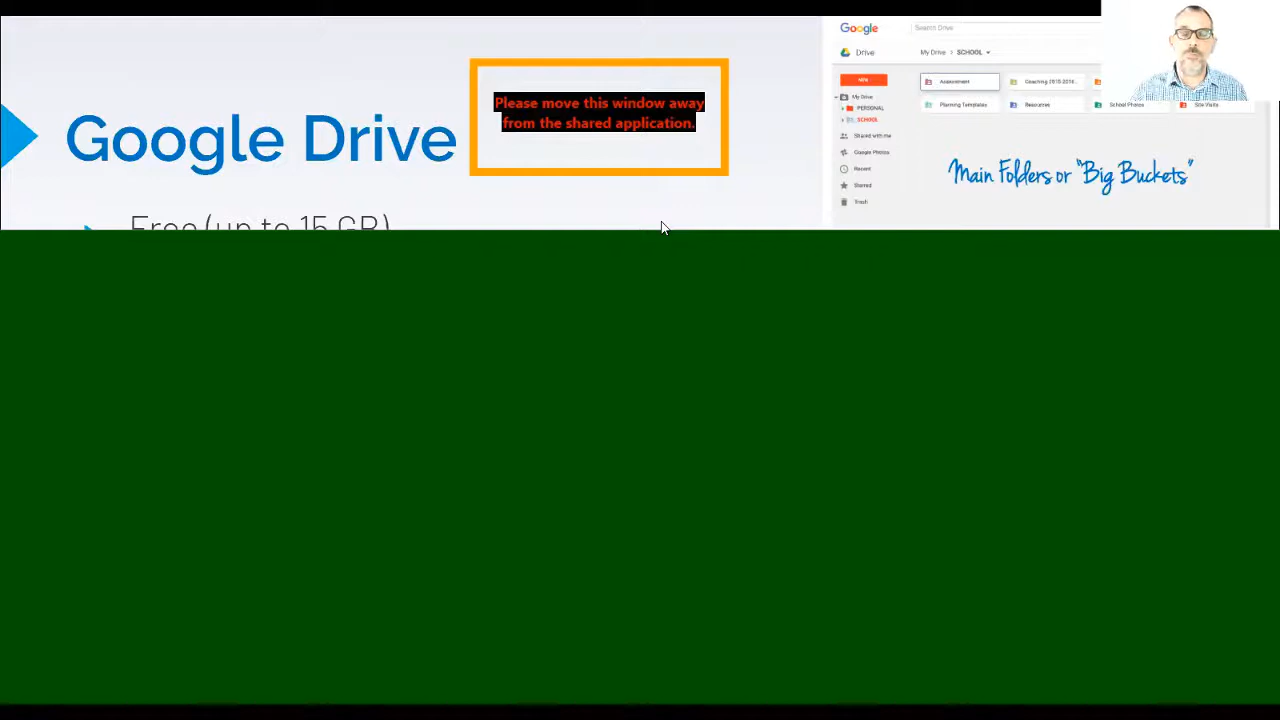 Google Drive
Free (up to 15 GB)
Please move this window away
from the shared application.
Google
Search Drive
Drive
My Drive > SCHOOL
NEW
My Drive
PERSONAL
SCHOOL
Shared with me
Google Photos
Recent
Starred
Trash
Assessment
Coaching 2015-2016
Planning Templates
Resources
School Photos
Site Visits
Main Folders or "Big Buckets"